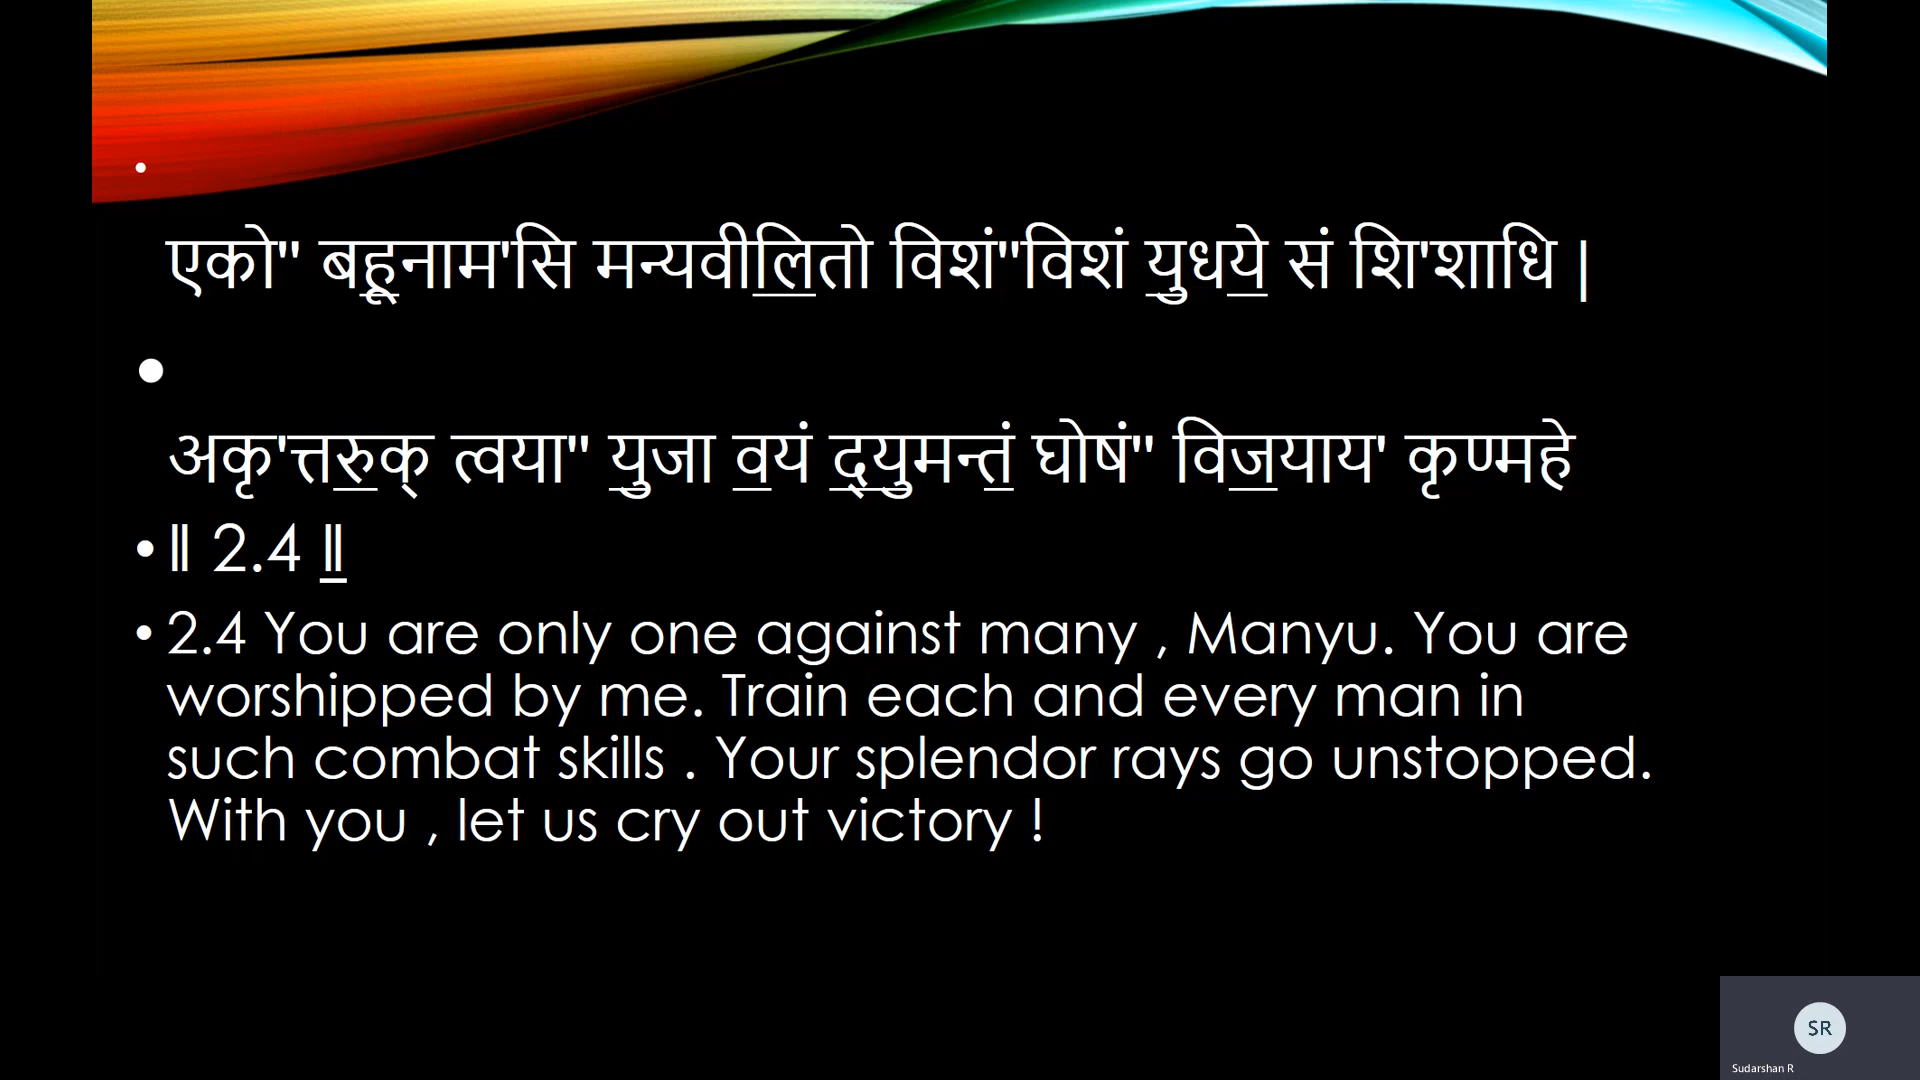 एको" बहूनाम'सि मन्यवीलितो विशं"विशं युधये सं शि'शाधि |
अकृ'त्तरुक् त्वया" युजा वयं द्युमन्तं घोषं" विजयाय' कृण्महे
• ॥ 2.4 ॥
• 2.4 You are only one against many , Manyu. You are
worshipped by me. Train each and every man in
such combat skills . Your splendor rays go unstopped.
With you , let us cry out victory !
SR
Sudarshan R